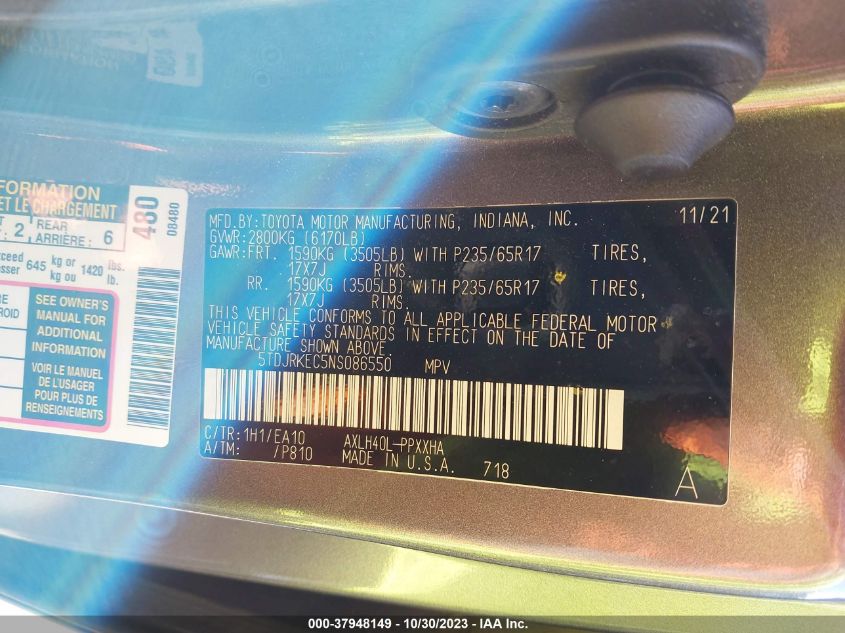 FORMATION
ET LE CHARGEMENT
2 REAR
ARRIÈRE: 6
480
08480
645 kg or 1420 lbs.
kg ou lb.
SEE OWNER'S
MANUAL FOR
ADDITIONAL
INFORMATION
VOIR LE MANUEL
DE L'USAGER
POUR PLUS DE
RENSEIGNEMENTS
MFD.BY:TOYOTA MOTOR MANUFACTURING, INDIANA, INC. 11/21
GVWR:2800KG (6170LB)
GAWR:FRT. 1590KG (3505LB) WITH P235/65R17 TIRES,
17X7J RIMS.
RR. 1590KG (3505LB) WITH P235/65R17 TIRES,
17X7J RIMS.
THIS VEHICLE CONFORMS TO ALL APPLICABLE FEDERAL MOTOR
VEHICLE SAFETY STANDARDS IN EFFECT ON THE DATE OF
MANUFACTURE SHOWN ABOVE.
5TDJRKEC5NS086550 MPV
C/TR:1H1/EA10 AXLH40L-PPXXHA
A/TM: /P810 MADE IN U.S.A. 718
A
000-37948149 - 10/30/2023 - IAA Inc.